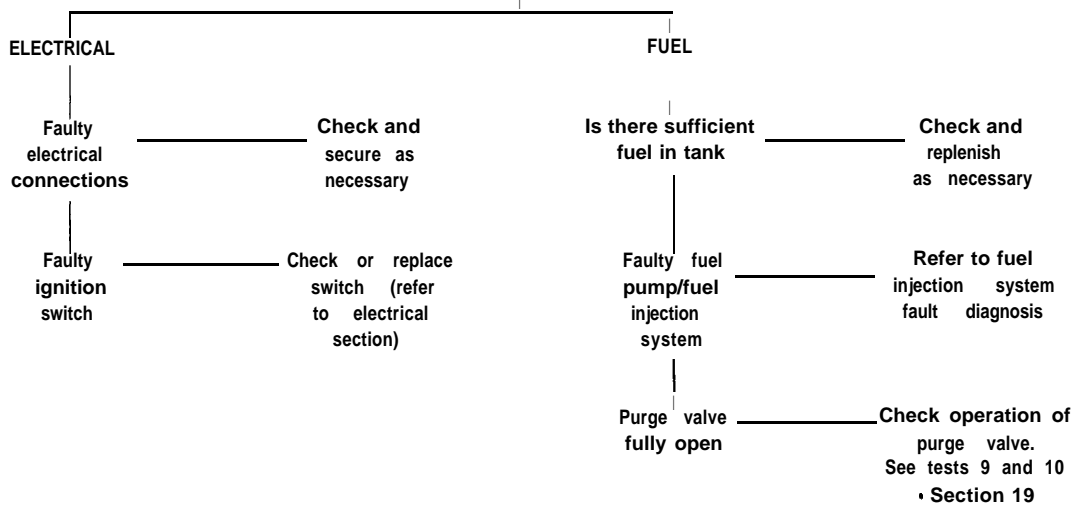 ELECTRICAL
Faulty
electrical
connections
Check and
secure as
necessary
Faulty
ignition
switch
Check or replace
switch (refer
to electrical
section)
FUEL
Is there sufficient
fuel in tank
Check and
replenish
as necessary
Faulty fuel
pump/fuel
injection
system
Refer to fuel
injection system
fault diagnosis
Purge valve
fully open
Check operation of
purge valve.
See tests 9 and 10
• Section 19